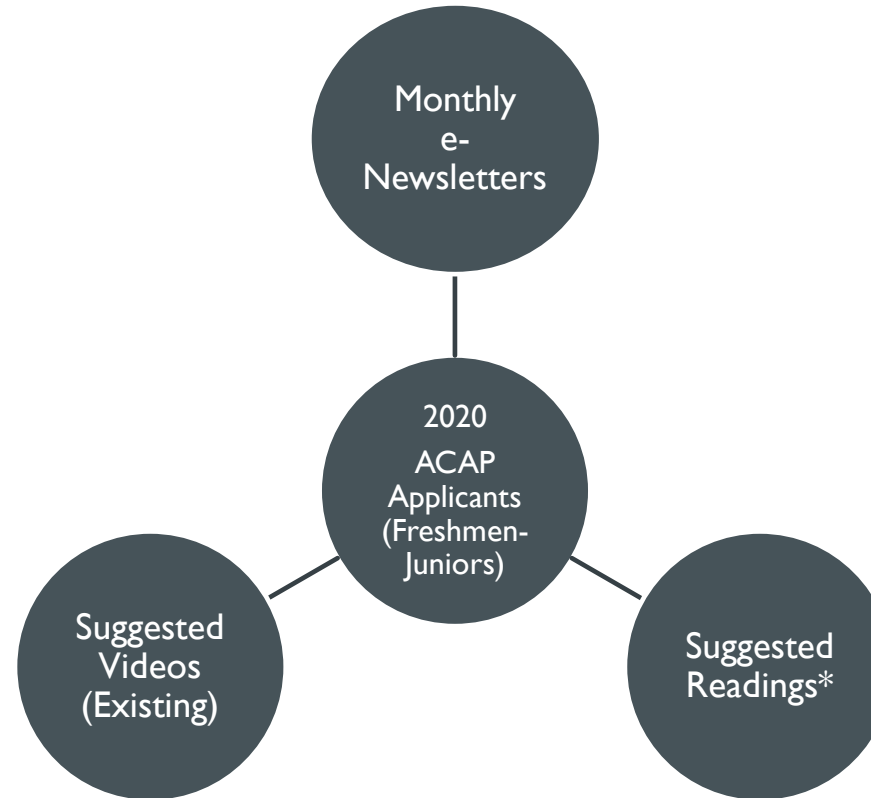 Monthly
e-
Newsletters
2020
ACAP
Applicants
(Freshmen-
Juniors)
Suggested
Videos
(Existing)
Suggested
Readings*